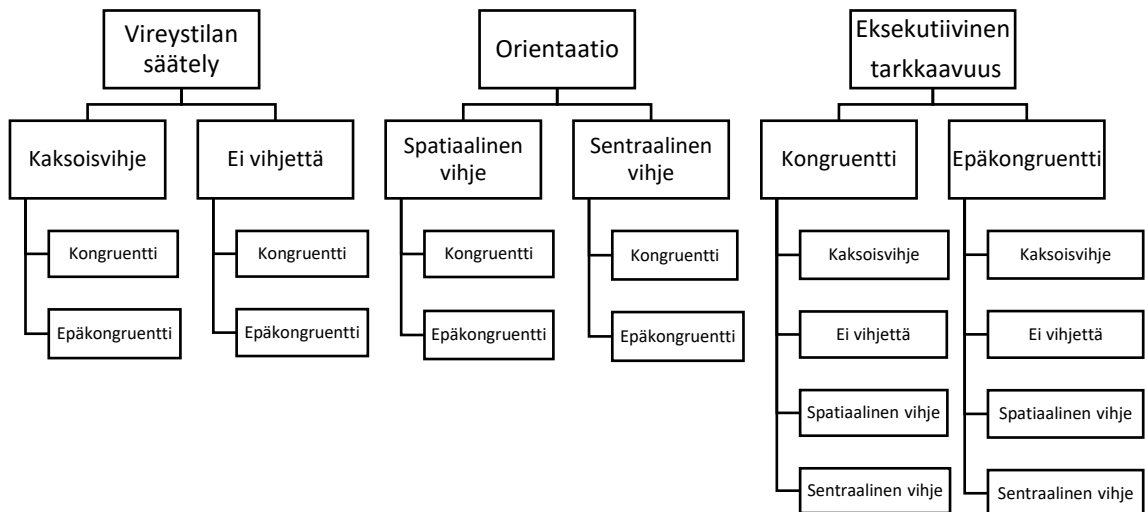 Vireystilan
säätely
Kaksoisvihje
Kongruentti
Epäkongruentti
Ei vihjettä
Kongruentti
Epäkongruentti
Orientaatio
Spatiaalinen
vihje
Kongruentti
Epäkongruentti
Sentraalinen
vihje
Kongruentti
Epäkongruentti
Eksekutiivinen
tarkkaavuus
Kongruentti
Kaksoisvihje
Ei vihjettä
Spatiaalinen vihje
Sentraalinen vihje
Epäkongruentti
Kaksoisvihje
Ei vihjettä
Spatiaalinen vihje
Sentraalinen vihje